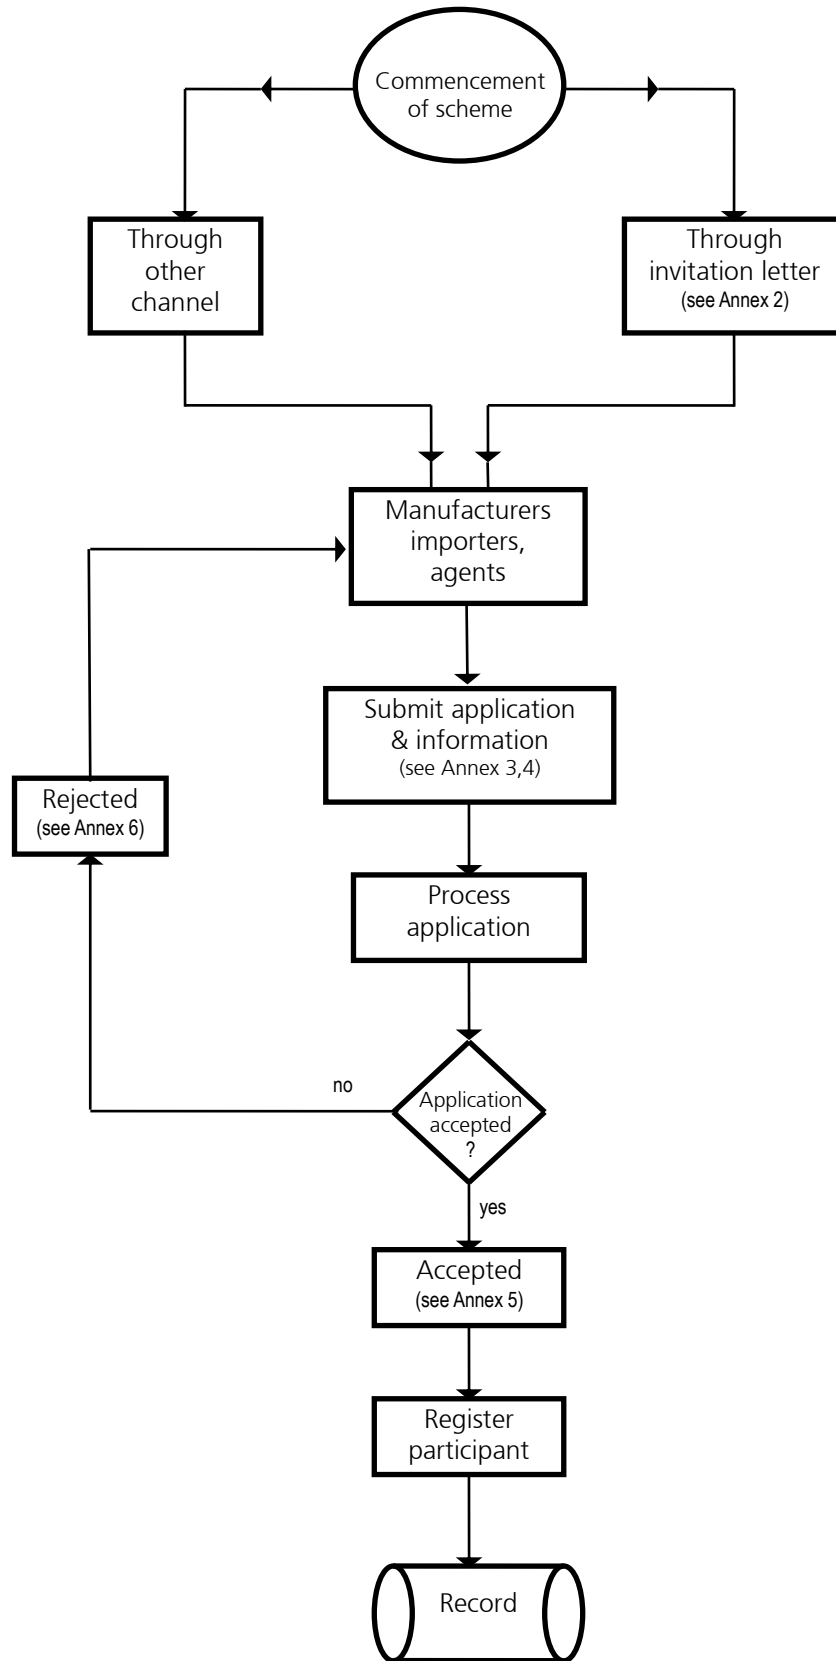 Commencement
of scheme
Through
other
channel
Through
invitation letter
(see Annex 2)
Manufacturers
importers,
agents
Submit application
& information
(see Annex 3,4)
Rejected
(see Annex 6)
Process
application
no
Application
accepted
?
yes
Accepted
(see Annex 5)
Register
participant
Record